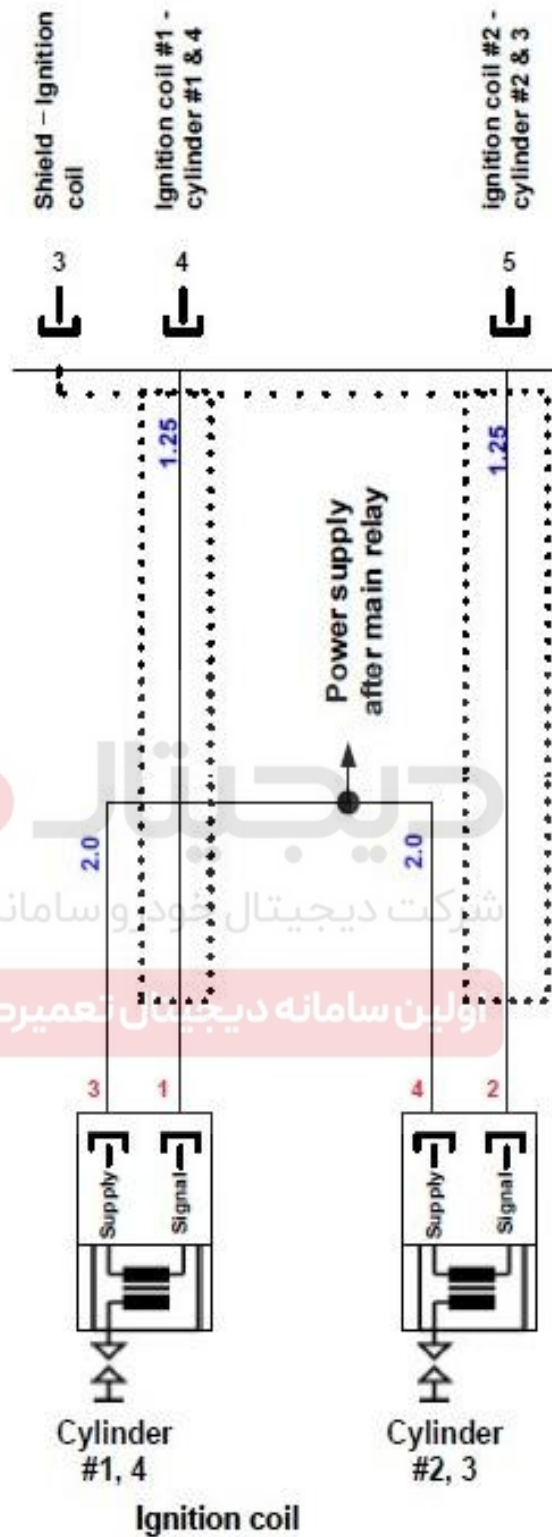 Shield – Ignition
coil
Ignition coil #1 -
cylinder #1 & 4
ignition coil #2 -
cylinder #2 & 3
3
4
5
1.25
1.25
Power supply
after main relay
2.0
2.0
دیجیتال
شرکت دیجیتال خودرو سامانه
اولین سامانه دیجیتال تعمیرک
3
1
4
2
Supply
Signal
Supply
Signal
Cylinder
#1, 4
Cylinder
#2, 3
Ignition coil